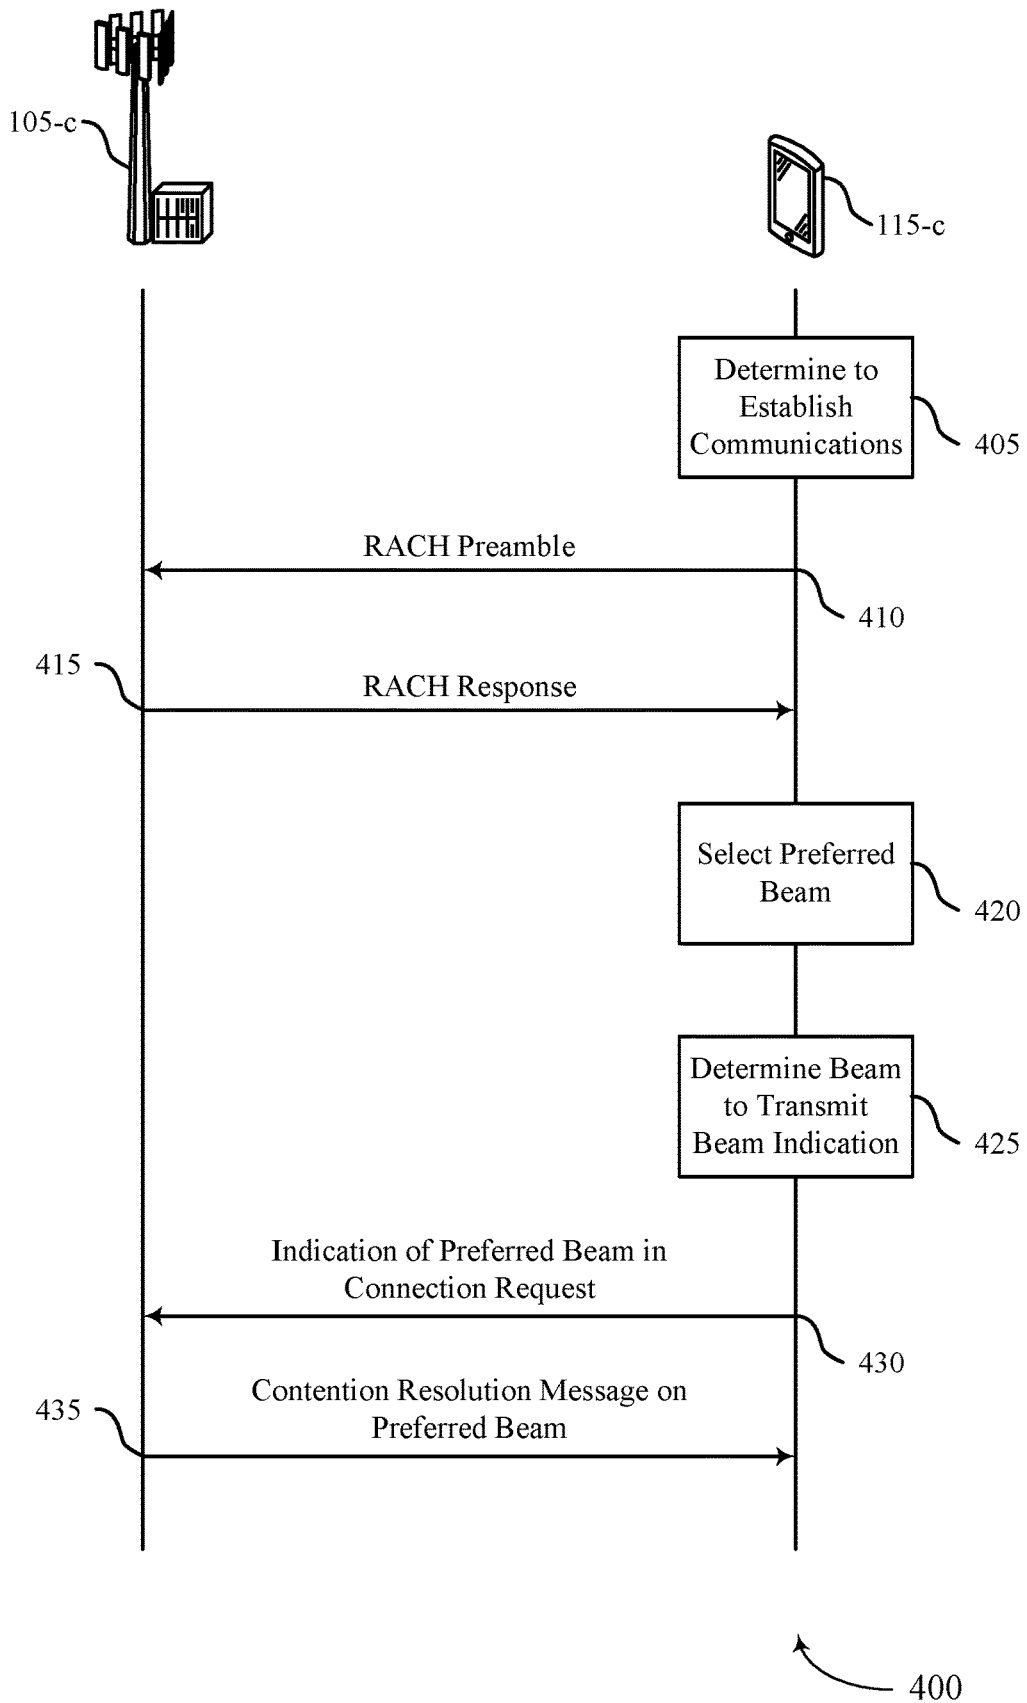 105-c
115-c
Determine to
Establish
Communications
405
RACH Preamble
410
415
RACH Response
Select Preferred
Beam
420
Determine Beam
to Transmit
Beam Indication
425
Indication of Preferred Beam in
Connection Request
430
Contention Resolution Message on
Preferred Beam
435
400